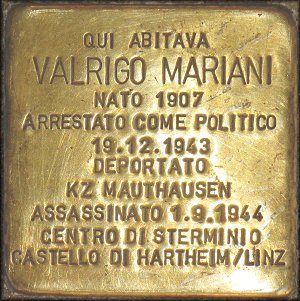 QUI ABITAVA
VALRIGO MARIANI
NATO 1907
ARRESTATO COME POLITICO
19.12.1943
DEPORTATO
KZ MAUTHAUSEN
ASSASSINATO 1.9.1944
CENTRO DI STERMINIO
CASTELLO DI HARTHEIM/LINZ